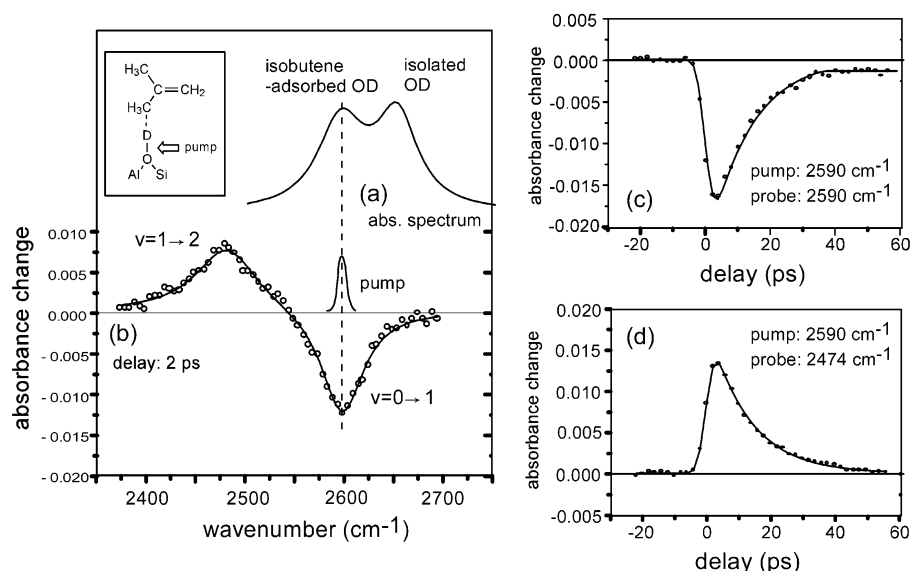 H₃C
CH₂
H₃C
D
O
Al Si
pump
isobutene
-adsorbed OD
isolated
OD
(a)
abs. spectrum
v=1→2
pump
(b)
delay: 2 ps
v=0→1
0.010
0.005
0.000
-0.005
-0.010
-0.015
-0.020
absorbance change
2400 2500 2600 2700
wavenumber (cm-1)
0.005
0.000
-0.005
-0.010
-0.015
-0.020
absorbance change
(c)
pump: 2590 cm-1
probe: 2590 cm-1
-20 0 20 40 60
delay (ps)
0.020
0.015
0.010
0.005
0.000
-0.005
absorbance change
(d)
pump: 2590 cm-1
probe: 2474 cm-1
-20 0 20 40 60
delay (ps)